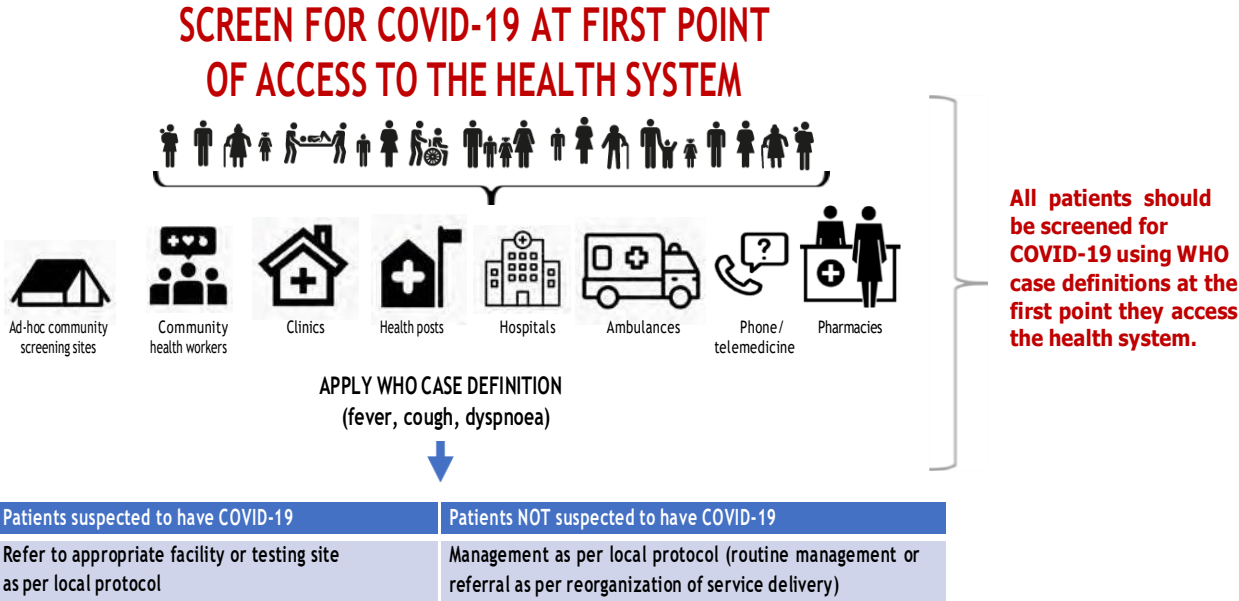 SCREEN FOR COVID-19 AT FIRST POINT
OF ACCESS TO THE HEALTH SYSTEM
Ad-hoc community
screening sites
Community
health workers
Clinics
Health posts
Hospitals
Ambulances
?
Phone/
telemedicine
Pharmacies
APPLY WHO CASE DEFINITION
(fever, cough, dyspnoea)
All patients should
be screened for
COVID-19 using WHO
case definitions at the
first point they access
the health system.
Patients suspected to have COVID-19
Patients NOT suspected to have COVID-19
Refer to appropriate facility or testing site
as per local protocol
Management as per local protocol (routine management or
referral as per reorganization of service delivery)